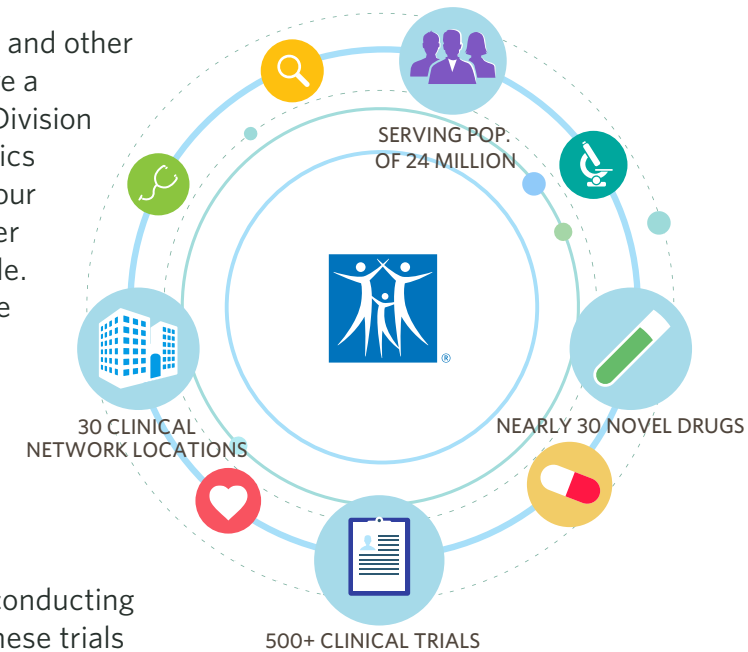 and other
e a
Division
ics
our
er
le.
e
SERVING POP.
OF 24 MILLION
®
30 CLINICAL
NETWORK LOCATIONS
NEARLY 30 NOVEL DRUGS
500+ CLINICAL TRIALS
conducting
hese trials